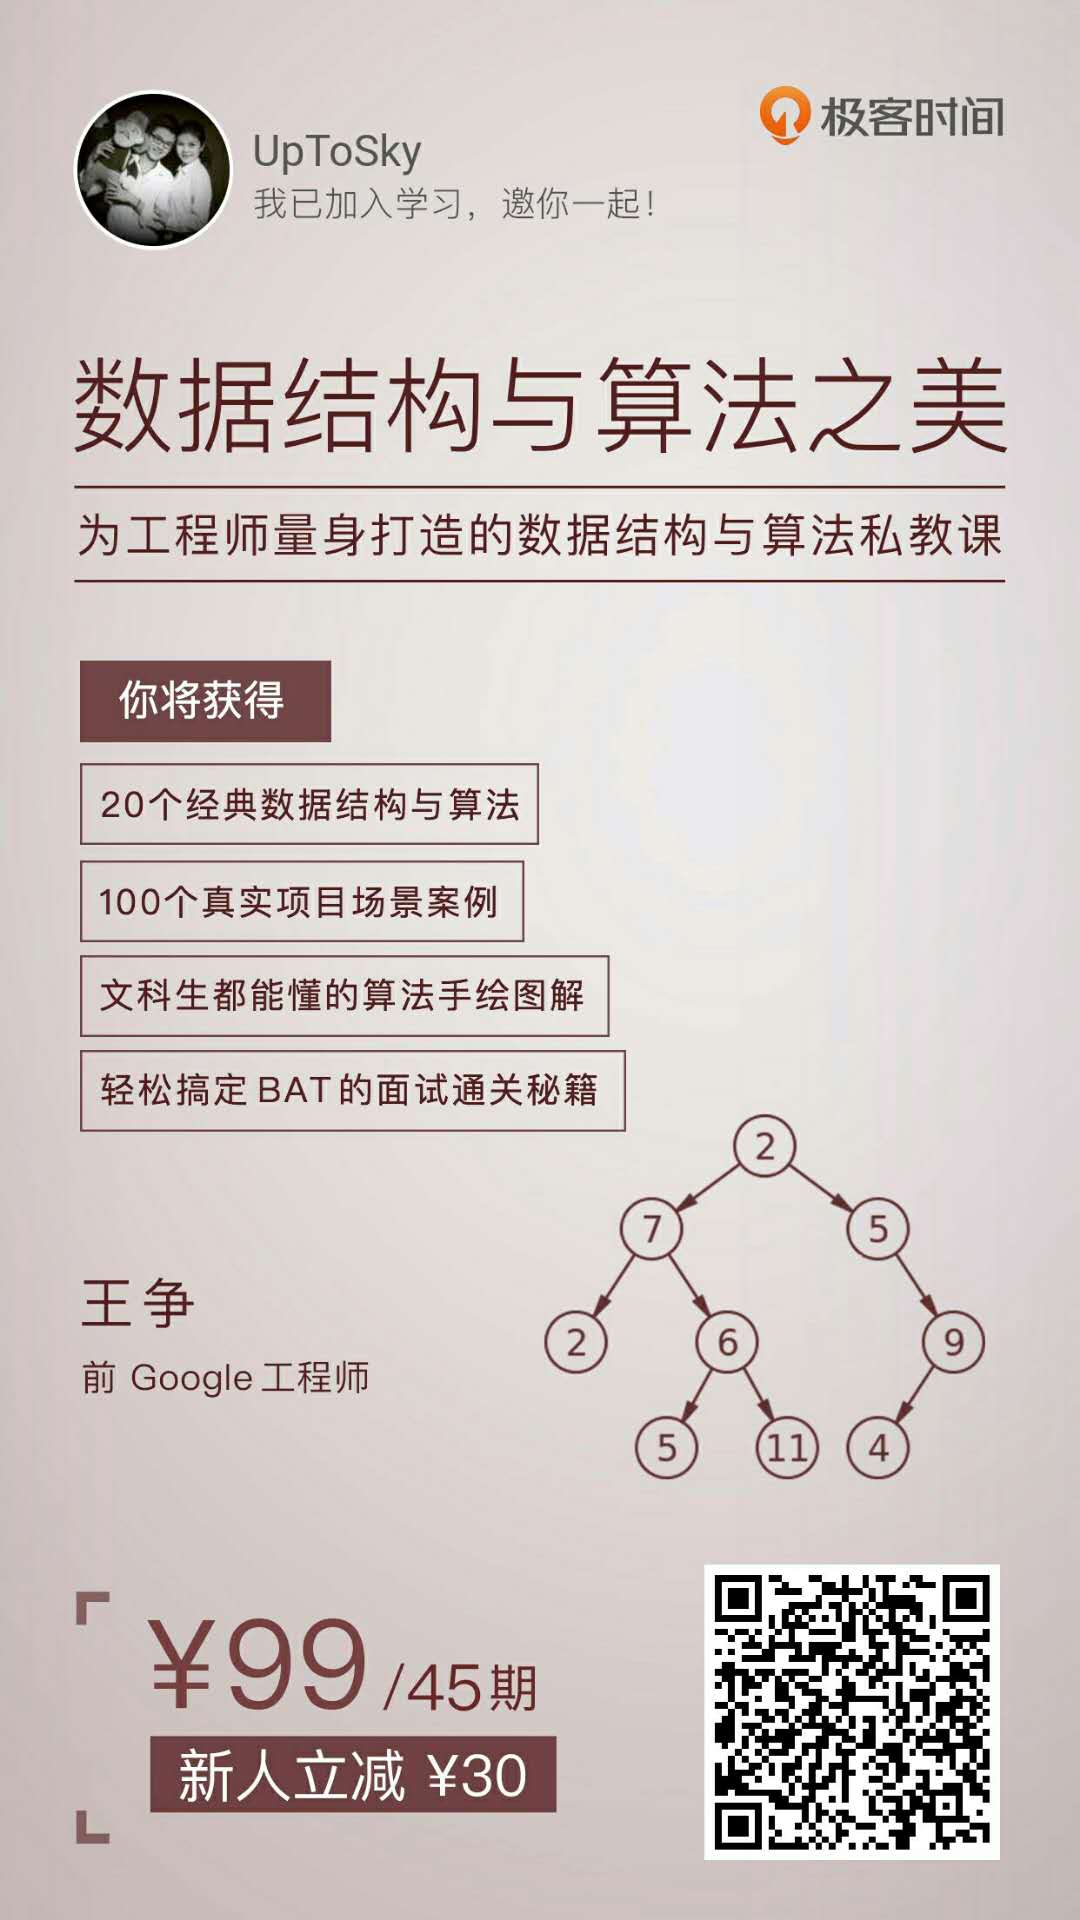 UpToSky
我已加入学习，邀你一起！
极客时间
数据结构与算法之美
为工程师量身打造的数据结构与算法私教课
你将获得
20个经典数据结构与算法
100个真实项目场景案例
文科生都能懂的算法手绘图解
轻松搞定BAT的面试通关秘籍
2
7
5
2
6
9
5
11
4
王争
前 Google 工程师
¥99/45期
新人立减 ¥30